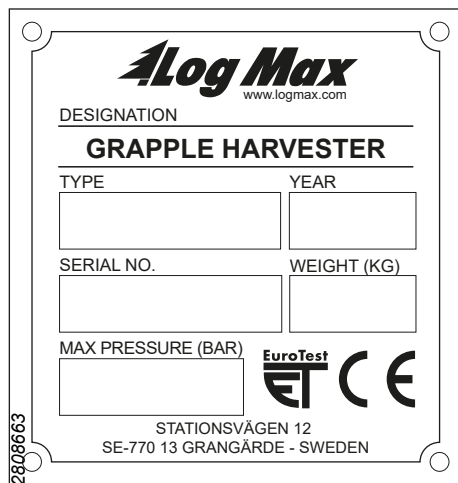 Log Max
www.logmax.com
DESIGNATION
GRAPPLE HARVESTER
TYPE YEAR
SERIAL NO. WEIGHT (KG)
MAX PRESSURE (BAR)
EuroTest
ET CE
STATIONSVÄGEN 12
SE-770 13 GRANGÄRDE - SWEDEN
2808663